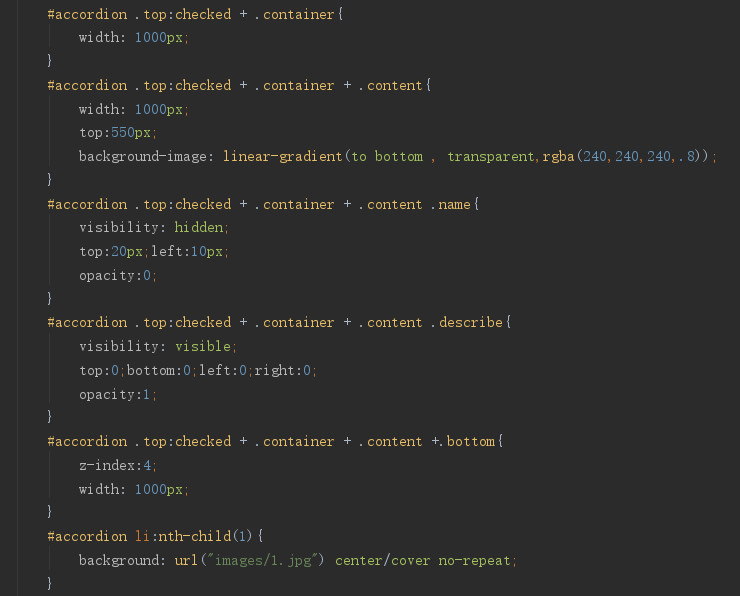 #accordion .top:checked + .container{
    width: 1000px;
}
#accordion .top:checked + .container + .content{
    width: 1000px;
    top:550px;
    background-image: linear-gradient(to bottom , transparent,rgba(240,240,240,.8));
}
#accordion .top:checked + .container + .content .name{
    visibility: hidden;
    top:20px;left:10px;
    opacity:0;
}
#accordion .top:checked + .container + .content .describe{
    visibility: visible;
    top:0;bottom:0;left:0;right:0;
    opacity:1;
}
#accordion .top:checked + .container + .content +.bottom{
    z-index:4;
    width: 1000px;
}
#accordion li:nth-child(1){
    background: url("images/1.jpg") center/cover no-repeat;
}